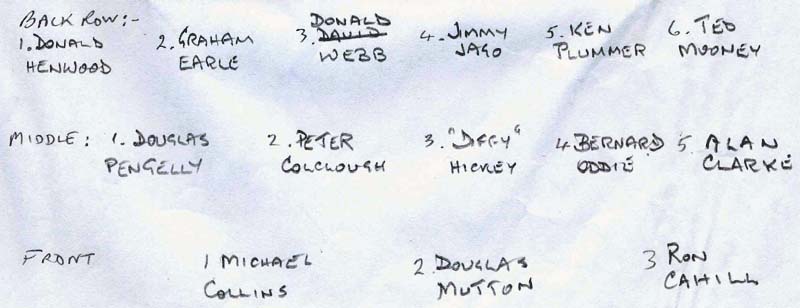 BACK ROW:-
1. DONALD HENWOOD
2. GRAHAM EARLE
3. DONALD DAVID WEBB
4. JIMMY JAGO
5. KEN PLUMMER
6. TED MOONEY
MIDDLE:
1. DOUGLAS PENGELLY
2. PETER COLCLOUGH
3. "DIFFY" HICKEY
4. BERNARD ODDIE
5. ALAN CLARKE
FRONT
1 MICHAEL COLLINS
2. DOUGLAS MUTTON
3 RON CAHILL